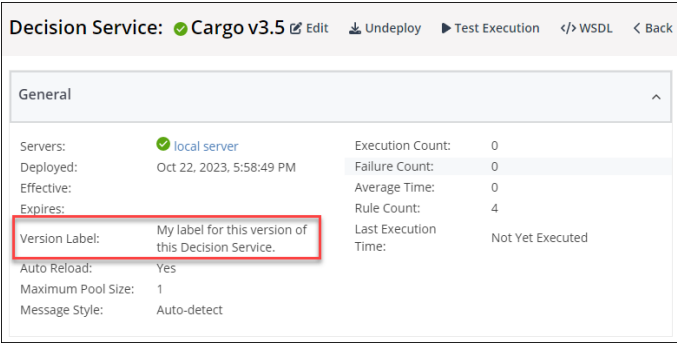 Decision Service: Cargo v3.5 Edit Undeploy Test Execution </> WSDL < Back
General
Servers: local server Execution Count: 0
Deployed: Oct 22, 2023, 5:58:49 PM Failure Count: 0
Effective: Average Time: 0
Expires: Rule Count: 4
Version Label: My label for this version of
this Decision Service.
Last Execution
Time: Not Yet Executed
Auto Reload: Yes
Maximum Pool Size: 1
Message Style: Auto-detect